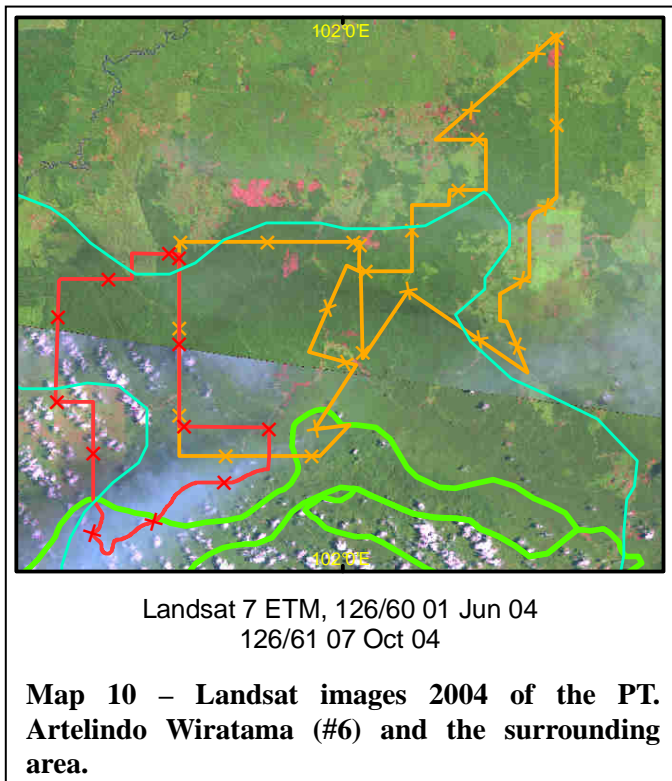 102°0'E
102°0'E
Landsat 7 ETM, 126/60 01 Jun 04
126/61 07 Oct 04
Map 10 – Landsat images 2004 of the PT.
Artelindo Wiratama (#6) and the surrounding
area.